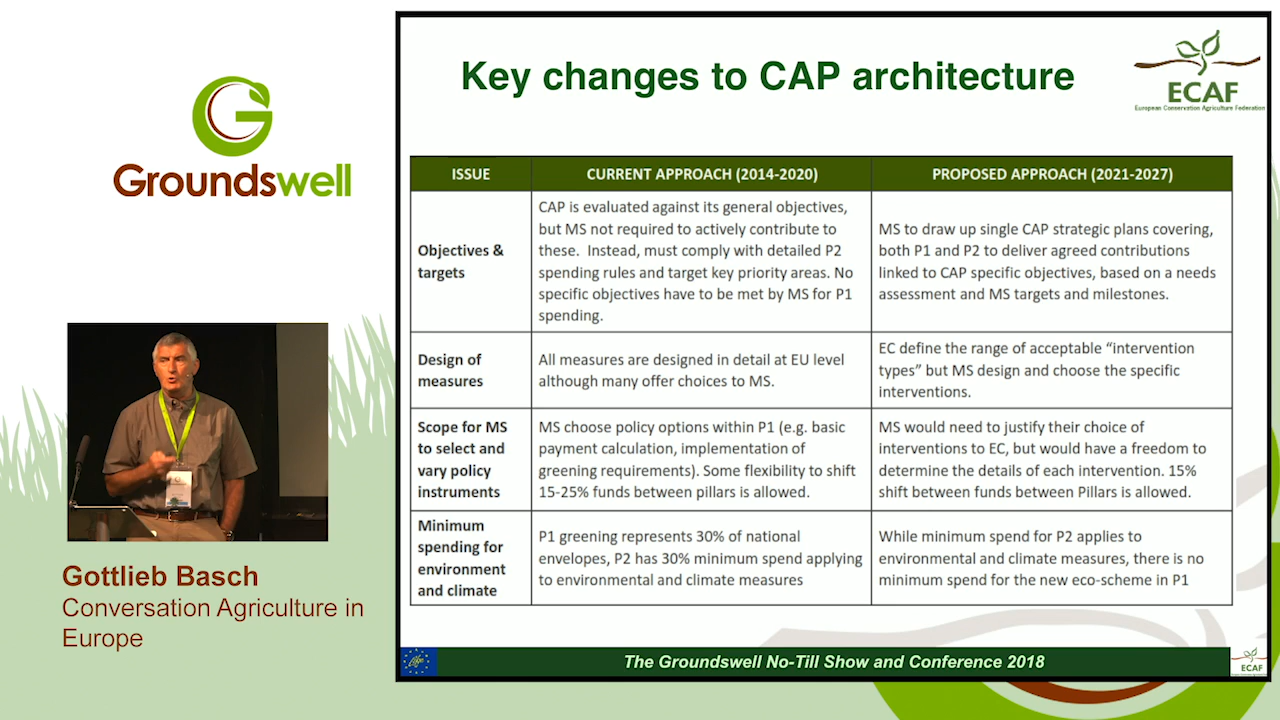 Groundswell
Gottlieb Basch
Conversation Agriculture in
Europe
Key changes to CAP architecture
ECAF
European Conservation Agriculture Federation
ISSUE
CURRENT APPROACH (2014-2020)
PROPOSED APPROACH (2021-2027)
Objectives &
targets
CAP is evaluated against its general objectives,
but MS not required to actively contribute to
these. Instead, must comply with detailed P2
spending rules and target key priority areas. No
specific objectives have to be met by MS for P1
spending.
MS to draw up single CAP strategic plans covering,
both P1 and P2 to deliver agreed contributions
linked to CAP specific objectives, based on a needs
assessment and MS targets and milestones.
Design of
measures
All measures are designed in detail at EU level
although many offer choices to MS.
EC define the range of acceptable “intervention
types” but MS design and choose the specific
interventions.
Scope for MS
to select and
vary policy
instruments
MS choose policy options within P1 (e.g. basic
payment calculation, implementation of
greening requirements). Some flexibility to shift
15-25% funds between pillars is allowed.
MS would need to justify their choice of
interventions to EC, but would have a freedom to
determine the details of each intervention. 15%
shift between funds between Pillars is allowed.
Minimum
spending for
environment
and climate
P1 greening represents 30% of national
envelopes, P2 has 30% minimum spend applying
to environmental and climate measures
While minimum spend for P2 applies to
environmental and climate measures, there is no
minimum spend for the new eco-scheme in P1
Life
The Groundswell No-Till Show and Conference 2018
ECAF